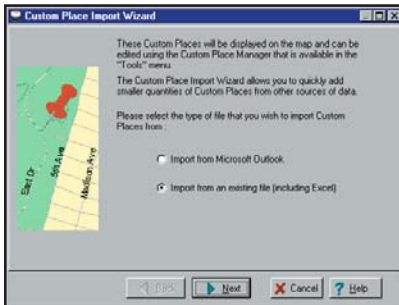 Custom Place Import Wizard
These Custom Places will be displayed on the map and can be
edited using the Custom Place Manager that is available in the
"Tools" menu.
The Custom Place Import Wizard allows you to quickly add
smaller quantities of Custom Places from other sources of data.
Please select the type of file that you wish to import Custom
Places from :
Import from Microsoft Outlook
Import from an existing file (including Excel)
East Dr
5th Ave
Madison Ave
Back
Next
Cancel
Help